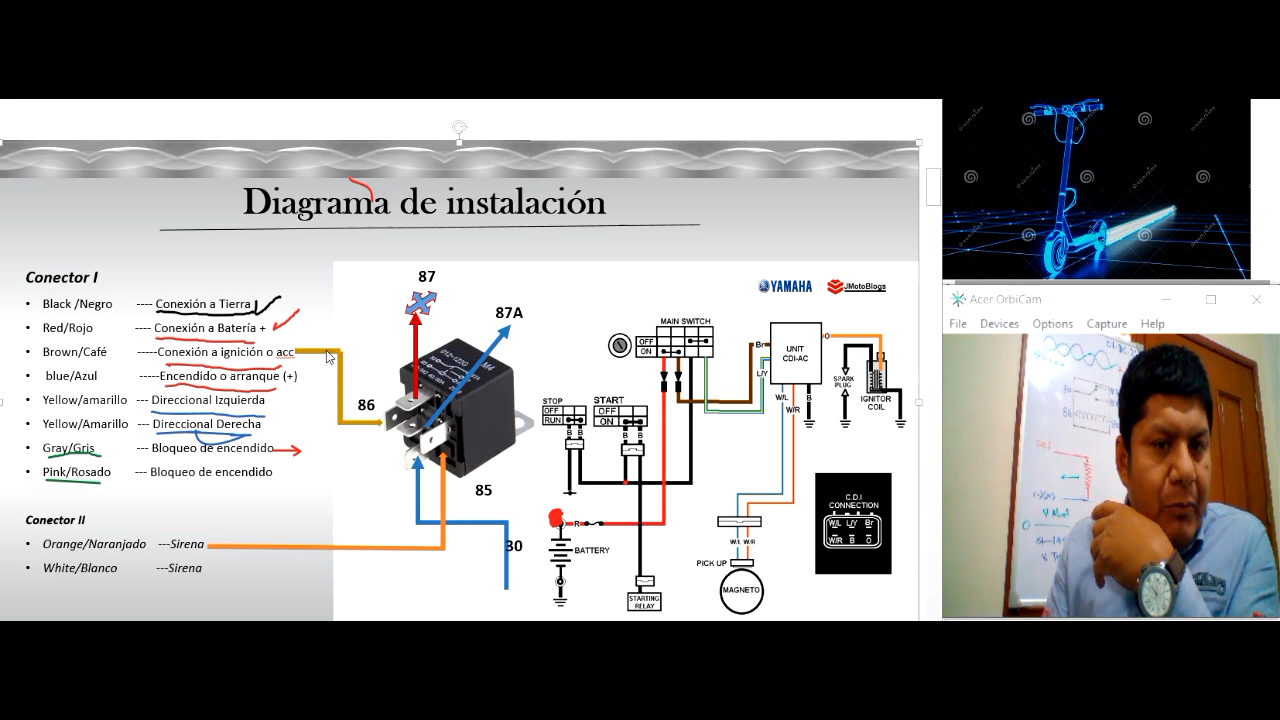 Diagrama de instalación
Conector I
• Black /Negro ---- Conexión a Tierra
• Red/Rojo ---- Conexión a Batería +
• Brown/Café -----Conexión a ignición o acc
• blue/Azul -----Encendido o arranque (+)
• Yellow/amarillo --- Direccional Izquierda
• Yellow/Amarillo --- Direccional Derecha
• Gray/Gris --- Bloqueo de encendido
• Pink/Rosado --- Bloqueo de encendido
Conector II
• Orange/Naranjado ---Sirena
• White/Blanco ---Sirena
87
87A
86
85
30
YAMAHA
JMotoBlogs
MAIN SWITCH
OFF
ON
Br
L/Y
UNIT
CDI-AC
O
SPARK
PLUG
IGNITOR
COIL
W/L
W/R
B
STOP
OFF
RUN
B B
START
OFF
ON
B B
R
BATTERY
STARTING
RELAY
W/L W/R
PICK UP
MAGNETO
C.D.I
CONNECTION
W/L L/Y Br
W/R B O
dreamstime
Acer OrbiCam
File Devices Options Capture Help